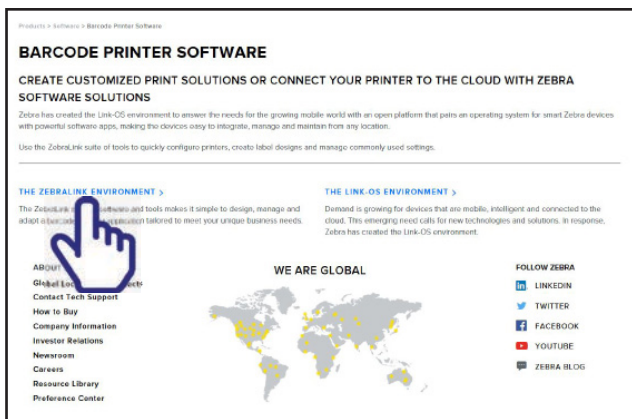 Products > Software > Barcode Printer Software
BARCODE PRINTER SOFTWARE
CREATE CUSTOMIZED PRINT SOLUTIONS OR CONNECT YOUR PRINTER TO THE CLOUD WITH ZEBRA
SOFTWARE SOLUTIONS
Zebra has created the Link-OS environment to answer the needs for the growing mobile world with an open platform that pairs an operating system for smart Zebra devices
with powerful software apps, making the devices easy to integrate, manage and maintain from any location.
Use the ZebraLink suite of tools to quickly configure printers, create label designs and manage commonly used settings.
THE ZEBRALINK ENVIRONMENT >
The ZebraLink software and tools makes it simple to design, manage and
adapt a application tailored to meet your unique business needs.
THE LINK-OS ENVIRONMENT >
Demand is growing for devices that are mobile, intelligent and connected to the
cloud. This emerging need calls for new technologies and solutions. In response,
Zebra has created the Link-OS environment.
ABOUT
Contact Tech Support
How to Buy
Company Information
Investor Relations
Newsroom
Careers
Resource Library
Preference Center
WE ARE GLOBAL
FOLLOW ZEBRA
LINKEDIN
TWITTER
FACEBOOK
YOUTUBE
ZEBRA BLOG